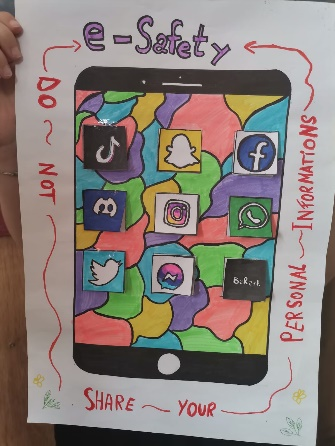 e-Safety
DO NOT
SHARE YOUR
PERSONAL INFORMATIONS
BeReal.